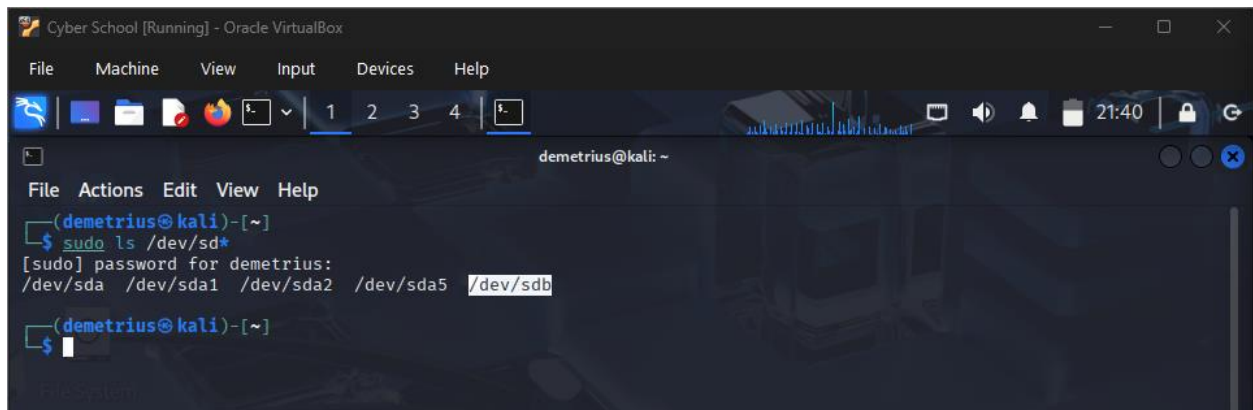 Cyber School [Running] - Oracle VirtualBox
File Machine View Input Devices Help
1 2 3 4 21:40
demetrius@kali: ~
File Actions Edit View Help
┌──(demetrius㉿kali)-[~]
└─$ sudo ls /dev/sd*
[sudo] password for demetrius:
/dev/sda /dev/sda1 /dev/sda2 /dev/sda5 /dev/sdb
┌──(demetrius㉿kali)-[~]
└─$
File System